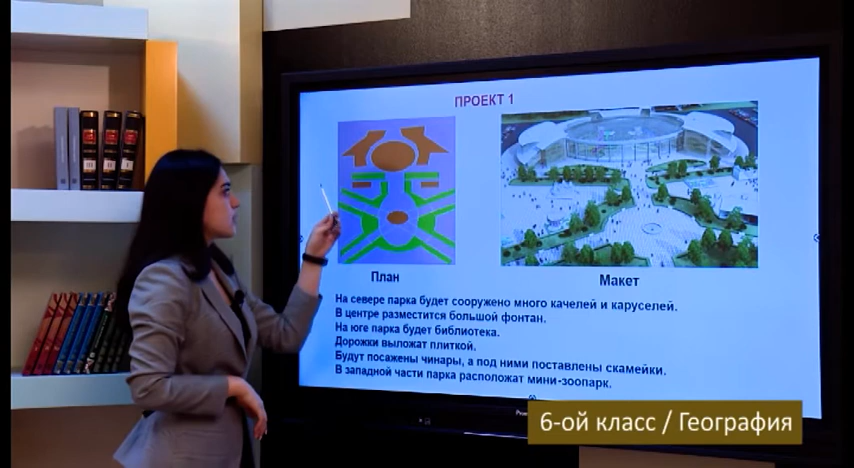 ПРОЕКТ 1
План
Макет
На севере парка будет сооружено много качелей и каруселей.
В центре разместится большой фонтан.
На юге парка будет библиотека.
Дорожки выложат плиткой.
Будут посажены чинары, а под ними поставлены скамейки.
В западной части парка расположат мини-зоопарк.
6-ой класс / География